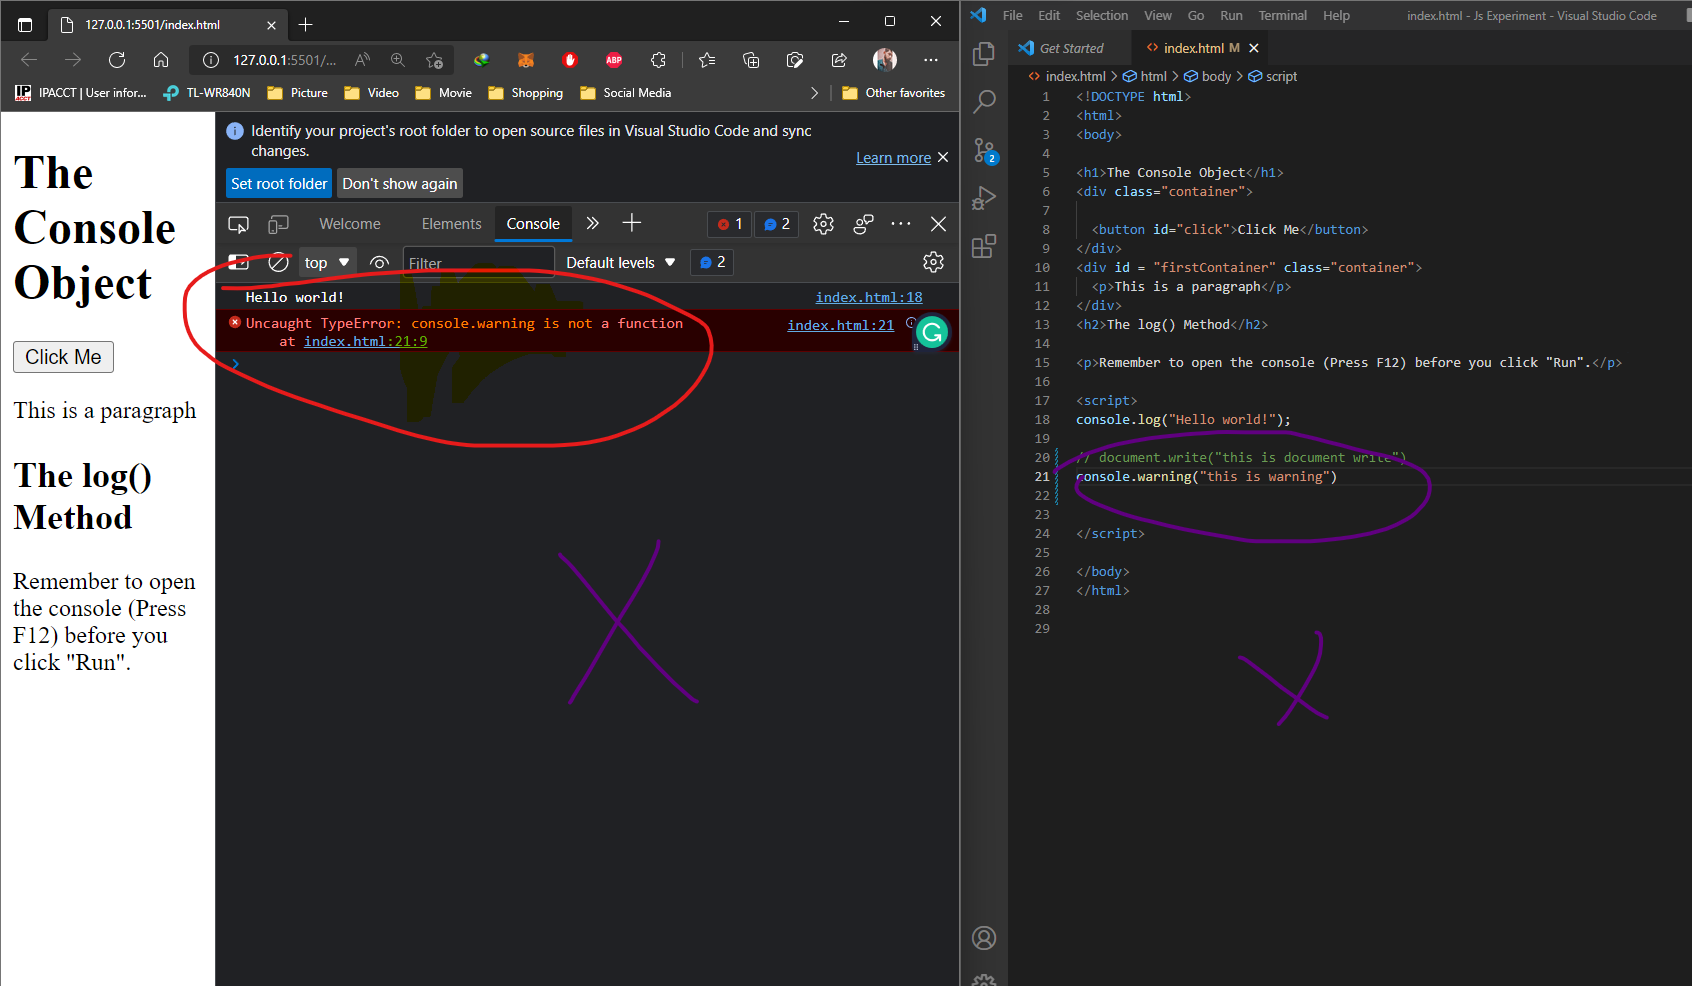 127.0.0.1:5501/index.html
127.0.0.1:5501/...
IPACCT | User infor...
TL-WR840N
Picture
Video
Movie
Shopping
Social Media
Other favorites
The
Console
Object
Click Me
This is a paragraph
The log()
Method
Remember to open
the console (Press
F12) before you
click "Run".
Identify your project's root folder to open source files in Visual Studio Code and sync
changes.
Learn more
Set root folder
Don't show again
Welcome
Elements
Console
1
2
top
Filter
Default levels
2
Hello world!
index.html:18
Uncaught TypeError: console.warning is not a function
index.html:21
at index.html:21:9
File Edit Selection View Go Run Terminal Help
index.html - Js Experiment - Visual Studio Code
Get Started
index.html M
index.html > html > body > script
2
1 <!DOCTYPE html>
2 <html>
3 <body>
4
5 <h1>The Console Object</h1>
6 <div class="container">
7
8 <button id="click">Click Me</button>
9 </div>
10 <div id = "firstContainer" class="container">
11 <p>This is a paragraph</p>
12 </div>
13 <h2>The log() Method</h2>
14
15 <p>Remember to open the console (Press F12) before you click "Run".</p>
16
17 <script>
18 console.log("Hello world!");
19
20 // document.write("this is document write")
21 console.warning("this is warning")
22
23
24 </script>
25
26 </body>
27 </html>
28
29